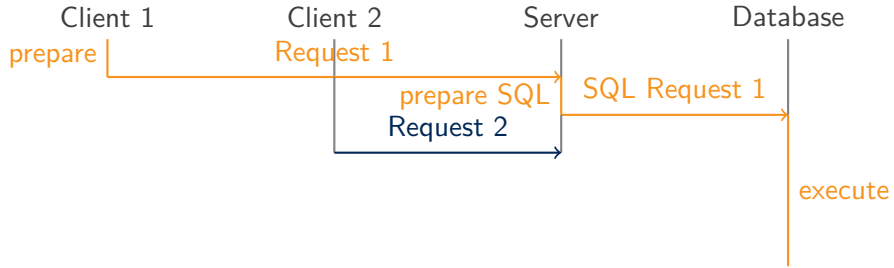 Client 1
Client 2
Server
Database
prepare
Request 1
prepare SQL
SQL Request 1
Request 2
execute